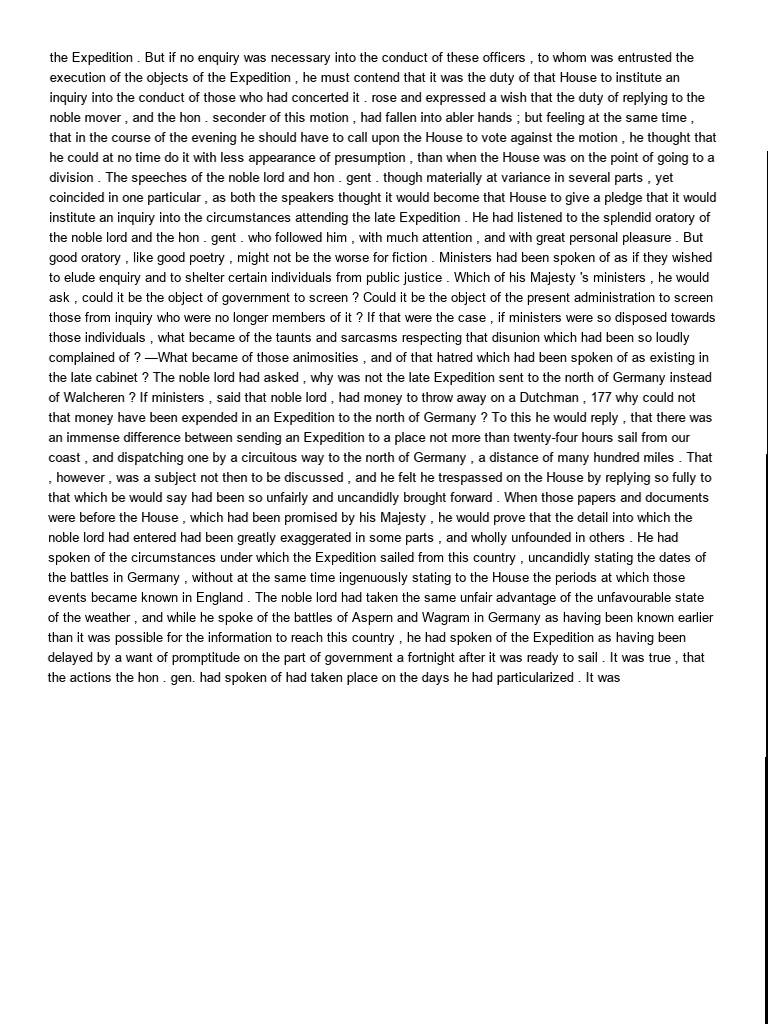 the Expedition . But if no enquiry was necessary into the conduct of these officers , to whom was entrusted the
execution of the objects of the Expedition , he must contend that it was the duty of that House to institute an
inquiry into the conduct of those who had concerted it . rose and expressed a wish that the duty of replying to the
noble mover , and the hon . seconder of this motion , had fallen into abler hands ; but feeling at the same time ,
that in the course of the evening he should have to call upon the House to vote against the motion , he thought that
he could at no time do it with less appearance of presumption , than when the House was on the point of going to a
division . The speeches of the noble lord and hon . gent . though materially at variance in several parts , yet
coincided in one particular , as both the speakers thought it would become that House to give a pledge that it would
institute an inquiry into the circumstances attending the late Expedition . He had listened to the splendid oratory of
the noble lord and the hon . gent . who followed him , with much attention , and with great personal pleasure . But
good oratory , like good poetry , might not be the worse for fiction . Ministers had been spoken of as if they wished
to elude enquiry and to shelter certain individuals from public justice . Which of his Majesty 's ministers , he would
ask , could it be the object of government to screen ? Could it be the object of the present administration to screen
those from inquiry who were no longer members of it ? If that were the case , if ministers were so disposed towards
those individuals , what became of the taunts and sarcasms respecting that disunion which had been so loudly
complained of ? —What became of those animosities , and of that hatred which had been spoken of as existing in
the late cabinet ? The noble lord had asked , why was not the late Expedition sent to the north of Germany instead
of Walcheren ? If ministers , said that noble lord , had money to throw away on a Dutchman , 177 why could not
that money have been expended in an Expedition to the north of Germany ? To this he would reply , that there was
an immense difference between sending an Expedition to a place not more than twenty-four hours sail from our
coast , and dispatching one by a circuitous way to the north of Germany , a distance of many hundred miles . That
, however , was a subject not then to be discussed , and he felt he trespassed on the House by replying so fully to
that which be would say had been so unfairly and uncandidly brought forward . When those papers and documents
were before the House , which had been promised by his Majesty , he would prove that the detail into which the
noble lord had entered had been greatly exaggerated in some parts , and wholly unfounded in others . He had
spoken of the circumstances under which the Expedition sailed from this country , uncandidly stating the dates of
the battles in Germany , without at the same time ingenuously stating to the House the periods at which those
events became known in England . The noble lord had taken the same unfair advantage of the unfavourable state
of the weather , and while he spoke of the battles of Aspern and Wagram in Germany as having been known earlier
than it was possible for the information to reach this country , he had spoken of the Expedition as having been
delayed by a want of promptitude on the part of government a fortnight after it was ready to sail . It was true , that
the actions the hon . gen. had spoken of had taken place on the days he had particularized . It was